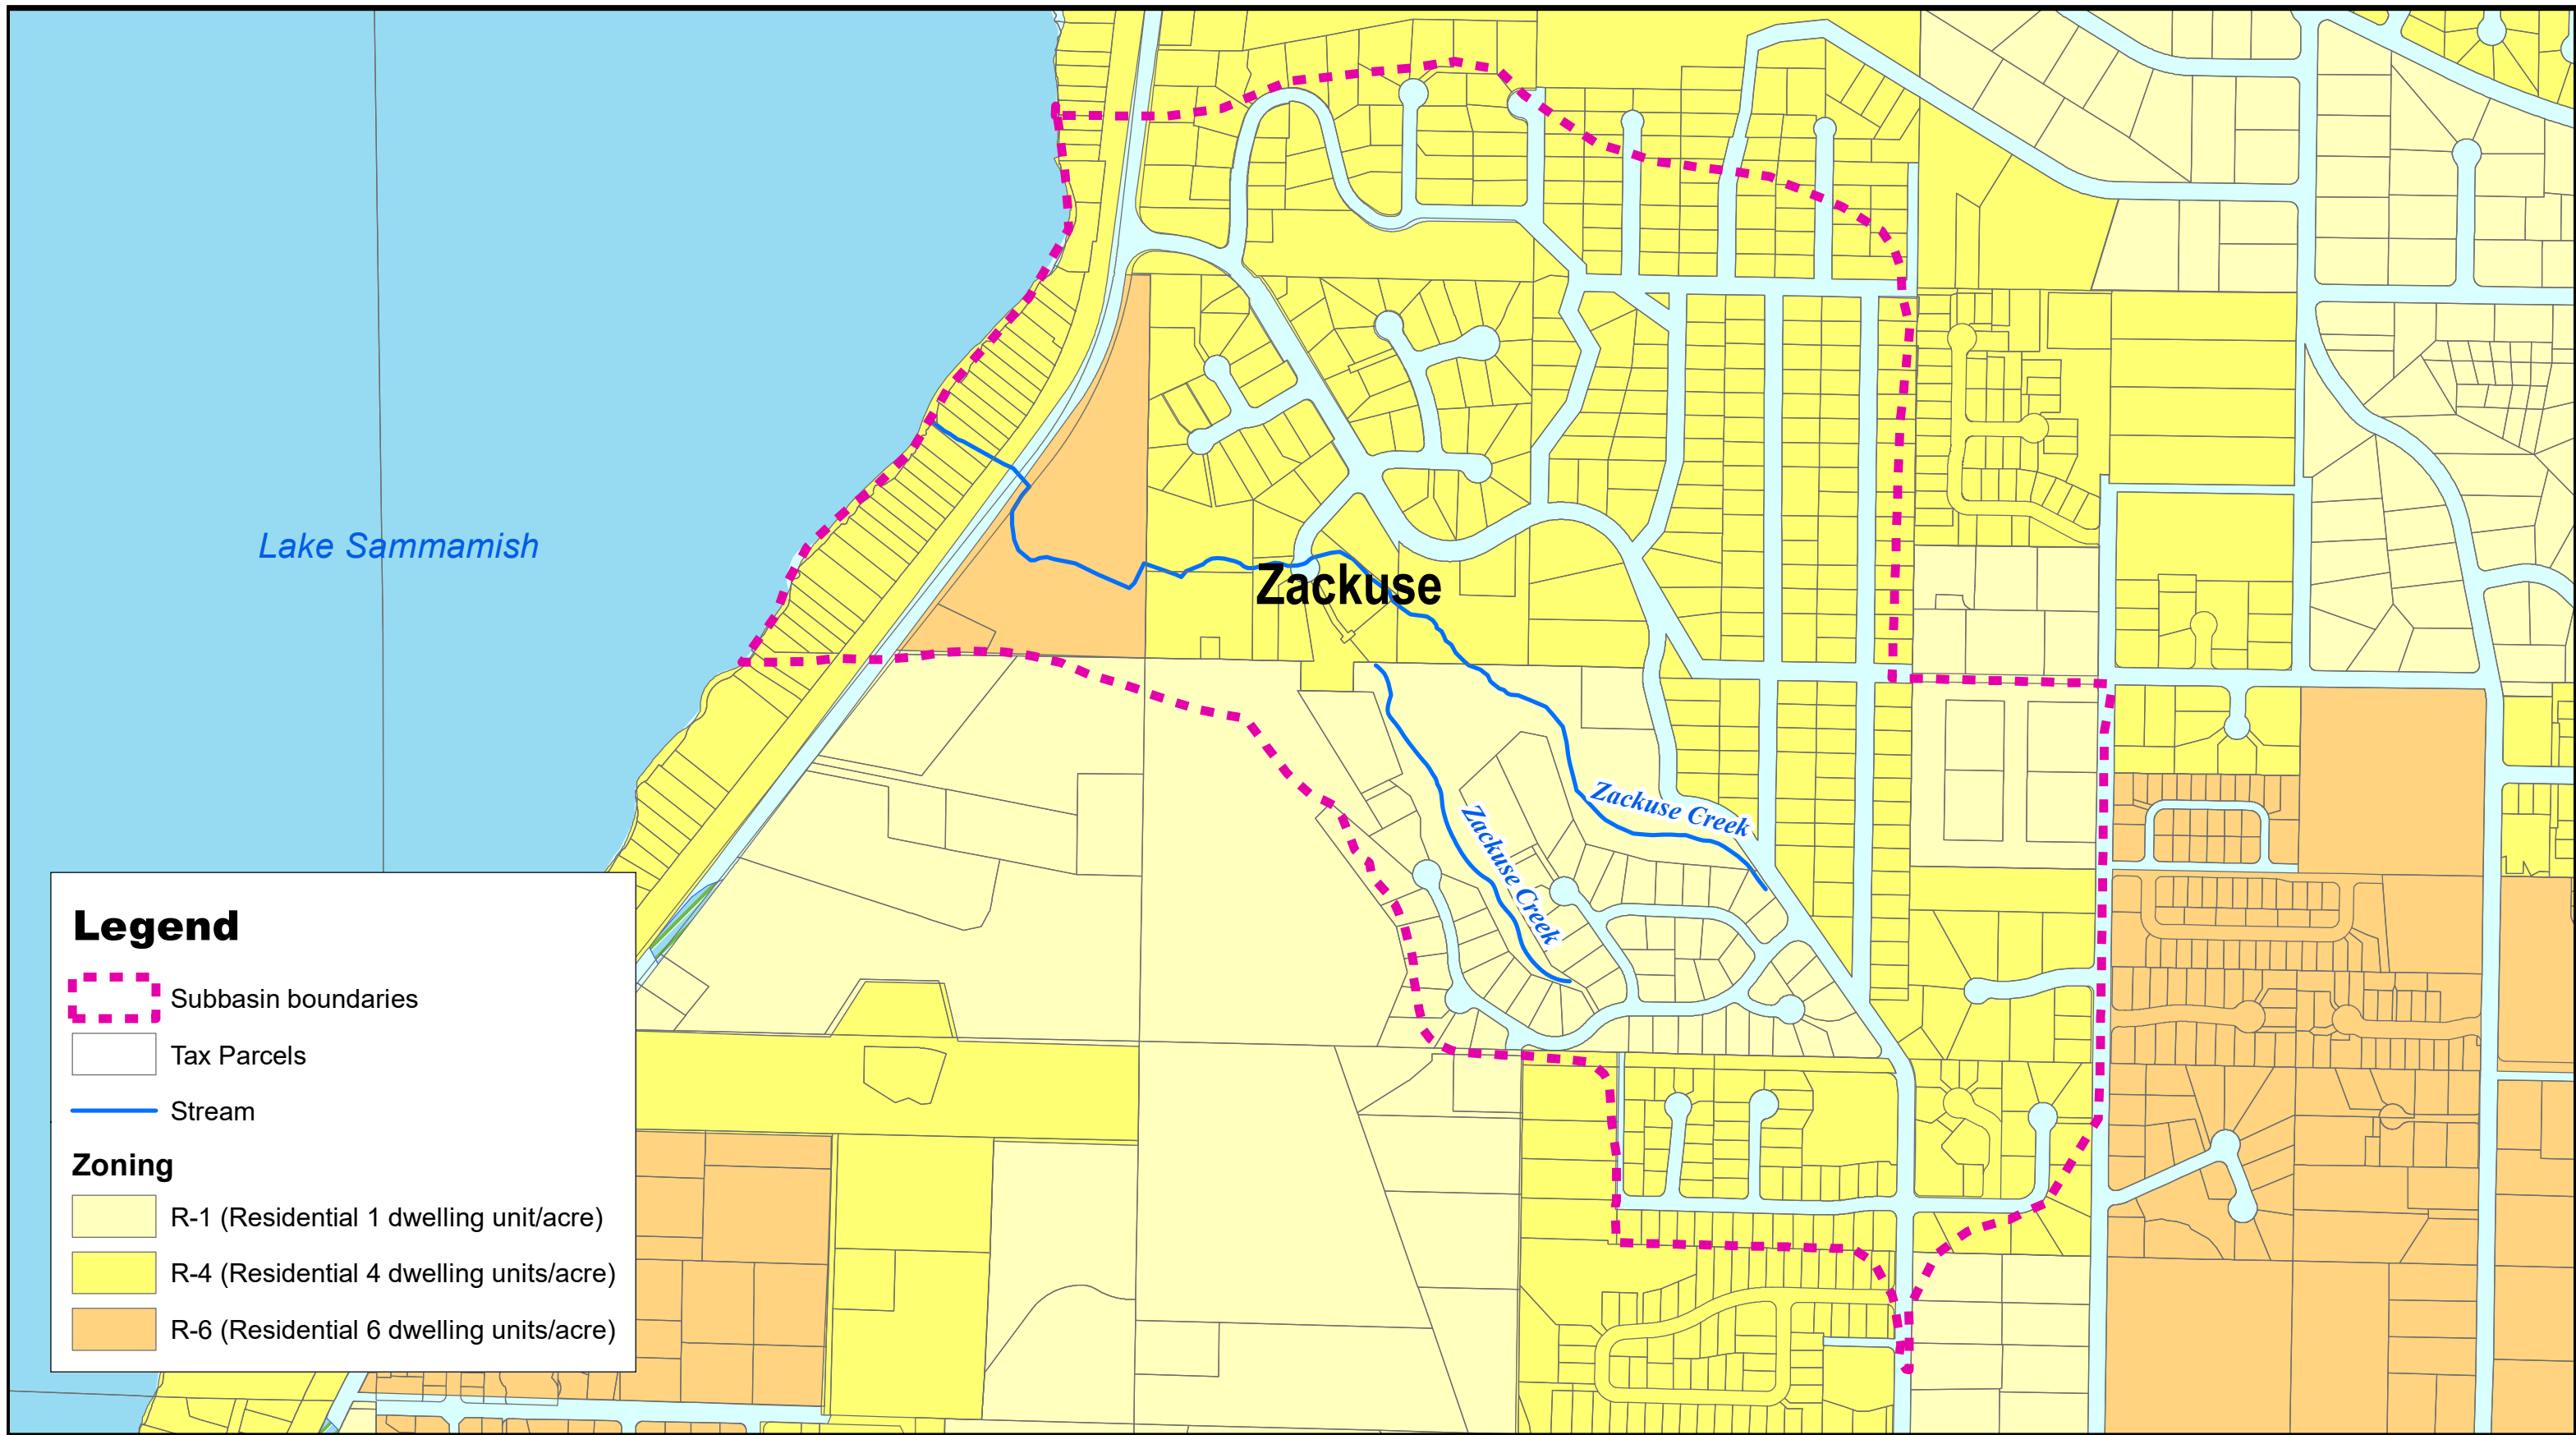 Lake Sammamish
Zackuse
Zackuse Creek
Zackuse Creek
Legend
Subbasin boundaries
Tax Parcels
Stream
Zoning
R-1 (Residential 1 dwelling unit/acre)
R-4 (Residential 4 dwelling units/acre)
R-6 (Residential 6 dwelling units/acre)